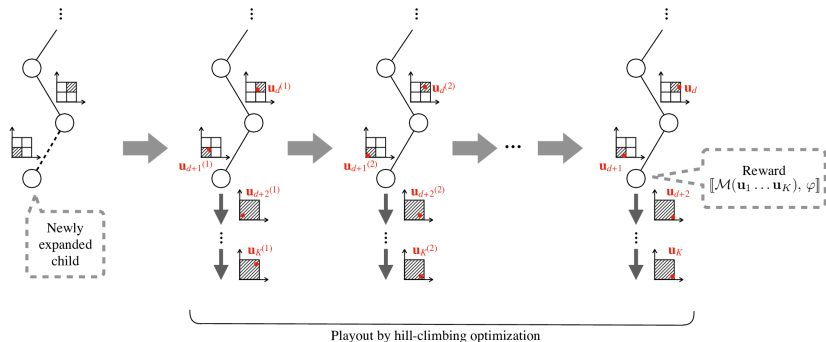 u_d^(1)
u_d^(2)
u_d
u_{d+1}^(1)
u_{d+1}^(2)
u_{d+1}
Reward
⟦M(u_1 … u_K), φ⟧
u_{d+2}^(1)
u_{d+2}^(2)
u_{d+2}
Newly
expanded
child
u_K^(1)
u_K^(2)
u_K
Playout by hill-climbing optimization